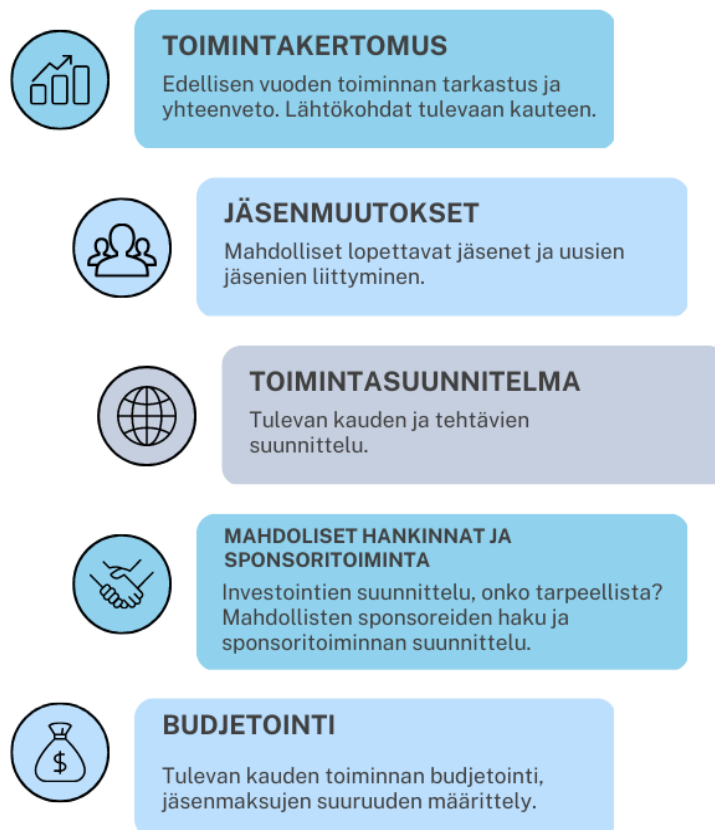 TOIMINTAKERTOMUS
Edellisen vuoden toiminnan tarkastus ja
yhteenveto. Lähtökohdat tulevaan kauteen.
JÄSENMUUTOKSET
Mahdolliset lopettavat jäsenet ja uusien
jäsenien liittyminen.
TOIMINTASUUNNITELMA
Tulevan kauden ja tehtävien
suunnittelu.
MAHDOLISET HANKINNAT JA
SPONSORITOIMINTA
Investointien suunnittelu, onko tarpeellista?
Mahdollisten sponsoreiden haku ja
sponsoritoiminnan suunnittelu.
$
BUDJETOINTI
Tulevan kauden toiminnan budjetointi,
jäsenmaksujen suuruuden määrittely.